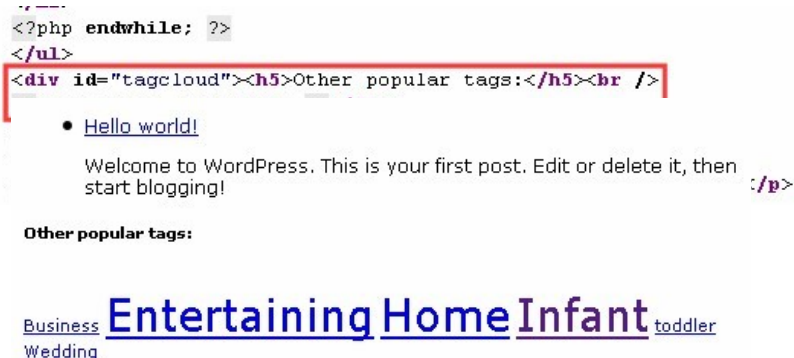 <?php endwhile; ?>
</ul>
<div id="tagcloud"><h5>Other popular tags:</h5><br />
• Hello world!
Welcome to WordPress. This is your first post. Edit or delete it, then
start blogging!
</p>
Other popular tags:
Business Entertaining Home Infant toddler
Wedding